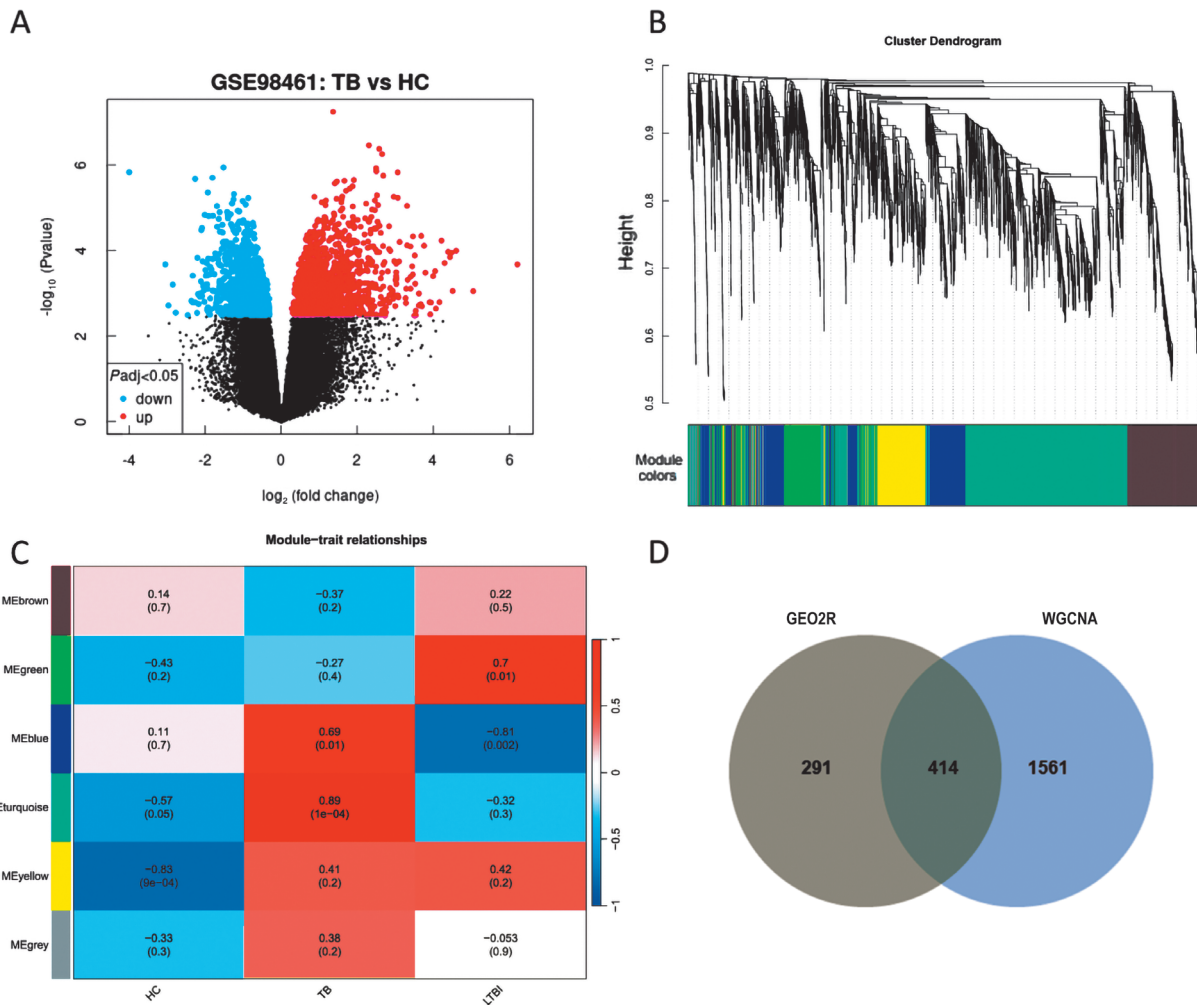 A
GSE98461: TB vs HC
-log10 (Pvalue)
6
4
2
0
Padj<0.05
down
up
-4
-2
0
2
4
6
log2 (fold change)
B
Cluster Dendrogram
Height
1.0
0.9
0.8
0.7
0.6
0.5
Module
colors
C
Module−trait relationships
MEbrown
0.14
(0.7)
−0.37
(0.2)
0.22
(0.5)
MEgreen
−0.43
(0.2)
−0.27
(0.4)
0.7
(0.01)
MEblue
0.11
(0.7)
0.69
(0.01)
−0.81
(0.002)
Eturquoise
−0.57
(0.05)
0.89
(1e−04)
−0.32
(0.3)
MEyellow
−0.83
(9e−04)
0.41
(0.2)
0.42
(0.2)
MEgrey
−0.33
(0.3)
0.38
(0.2)
−0.053
(0.9)
HC
TB
LTBI
1
0.5
0
−0.5
−1
D
GEO2R
WGCNA
291
414
1561